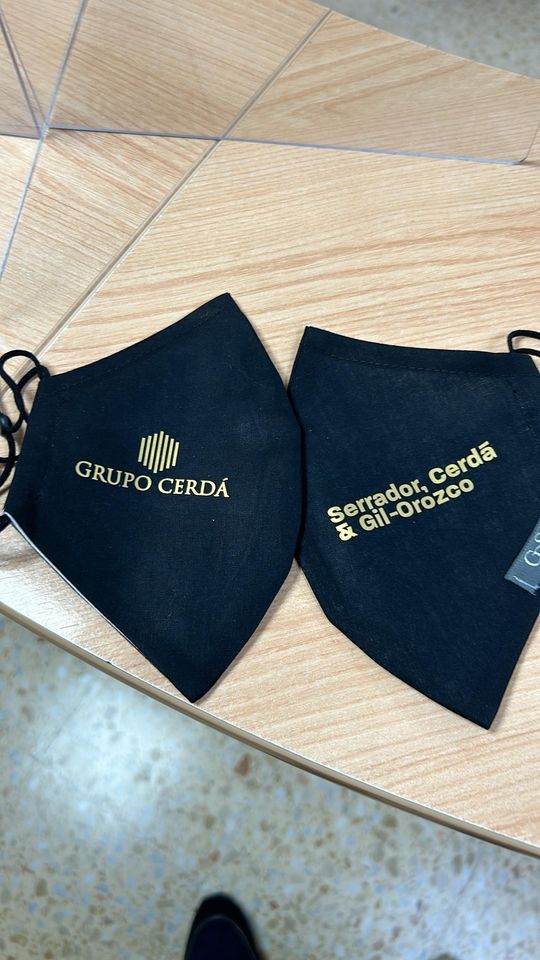 GRUPO CERDÁ
Serrador, Cerdá
& Gil-Orozco